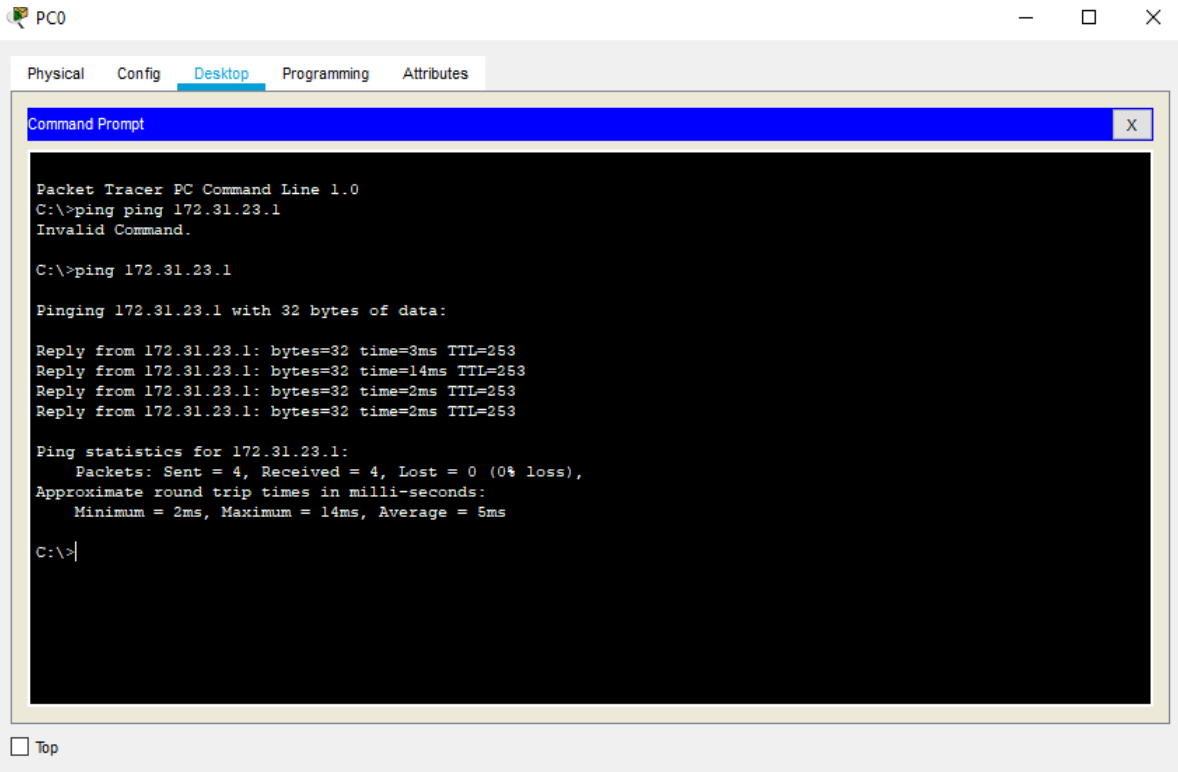 PC0
Physical Config Desktop Programming Attributes
Command Prompt
X
Packet Tracer PC Command Line 1.0
C:\>ping ping 172.31.23.1
Invalid Command.
C:\>ping 172.31.23.1
Pinging 172.31.23.1 with 32 bytes of data:
Reply from 172.31.23.1: bytes=32 time=3ms TTL=253
Reply from 172.31.23.1: bytes=32 time=14ms TTL=253
Reply from 172.31.23.1: bytes=32 time=2ms TTL=253
Reply from 172.31.23.1: bytes=32 time=2ms TTL=253
Ping statistics for 172.31.23.1:
Packets: Sent = 4, Received = 4, Lost = 0 (0% loss),
Approximate round trip times in milli-seconds:
Minimum = 2ms, Maximum = 14ms, Average = 5ms
C:\>
Top